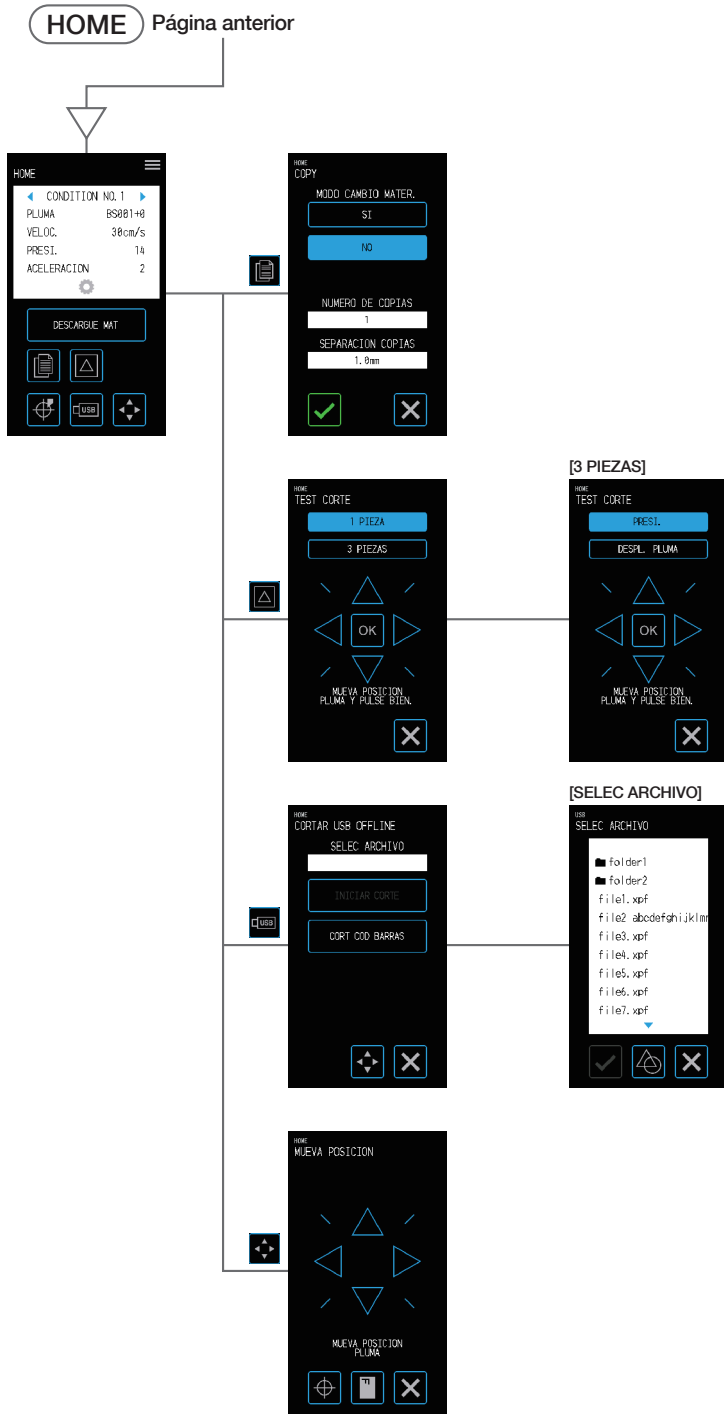 HOME Página anterior
HOME
CONDITION NO.1
PLUMA BS001+0
VELOC. 30cm/s
PRESI. 14
ACELERACION 2
DESCARGUE MAT
USB
HOME
COPY
MODO CAMBIO MATER.
SI
NO
NUMERO DE COPIAS
1
SEPARACION COPIAS
1.0mm
HOME
TEST CORTE
1 PIEZA
3 PIEZAS
OK
MUEVA POSICION
PLUMA Y PULSE BIEN.
[3 PIEZAS]
HOME
TEST CORTE
PRESI.
DESPL. PLUMA
OK
MUEVA POSICION
PLUMA Y PULSE BIEN.
USB
HOME
CORTAR USB OFFLINE
SELEC ARCHIVO
INICIAR CORTE
CORT COD BARRAS
[SELEC ARCHIVO]
USB
SELEC ARCHIVO
folder1
folder2
file1.xpf
file2 abcdefghijklmn
file3.xpf
file4.xpf
file5.xpf
file6.xpf
file7.xpf
HOME
MUEVA POSICION
MUEVA POSICION
PLUMA